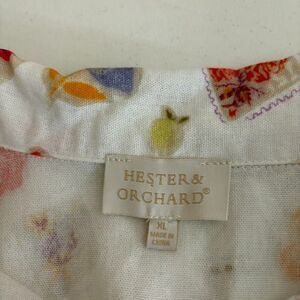 HESTER &
ORCHARD®
XL
MADE IN
CHINA